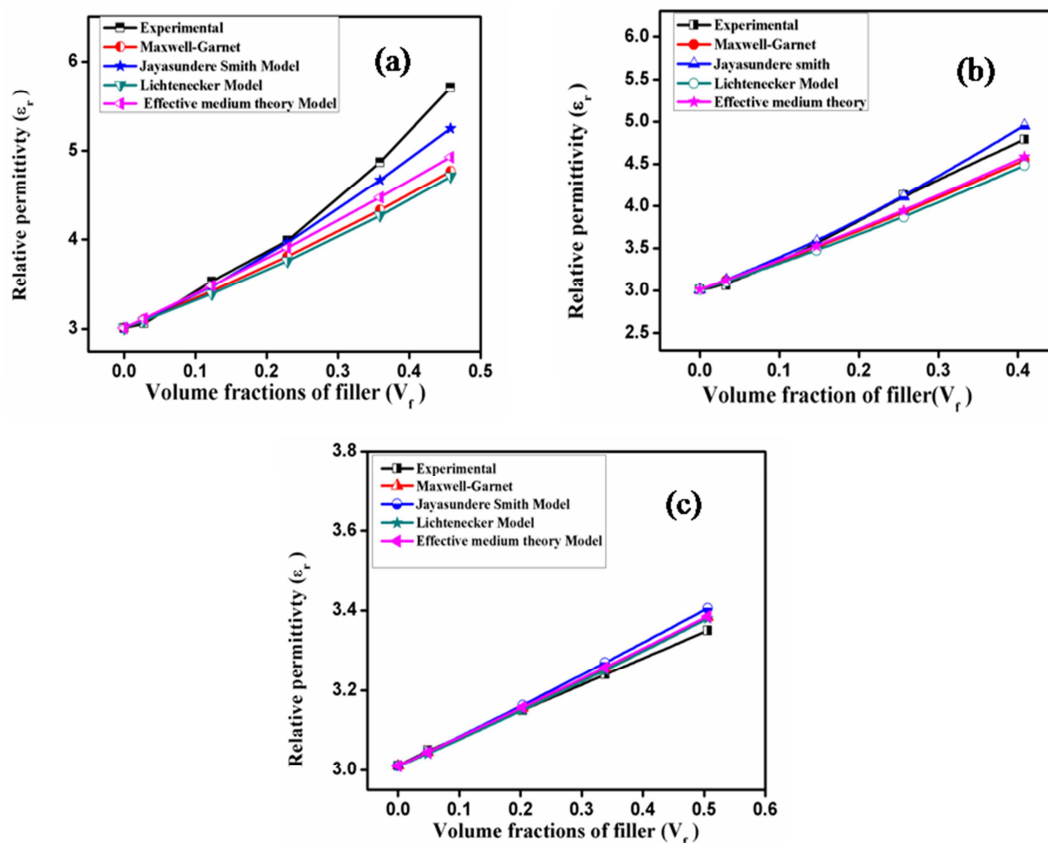 Experimental
Maxwell-Garnet
Jayasundere Smith Model
Lichtenecker Model
Effective medium theory Model
(a)
6
5
4
3
Relative permittivty (εr)
0.0 0.1 0.2 0.3 0.4 0.5
Volume fractions of filler (Vf)
Experimental
Maxwell-Garnet
Jayasundere smith
Lichtenecker Model
Effective medium theory
(b)
6.0
5.5
5.0
4.5
4.0
3.5
3.0
2.5
Relative permittivity (εr)
0.0 0.1 0.2 0.3 0.4
Volume fraction of filler(Vf)
Experimental
Maxwell-Garnet
Jayasundere Smith Model
Lichtenecker Model
Effective medium theory Model
(c)
3.8
3.6
3.4
3.2
3.0
Relative permittivty (εr)
0.0 0.1 0.2 0.3 0.4 0.5 0.6
Volume fractions of filler (Vf)